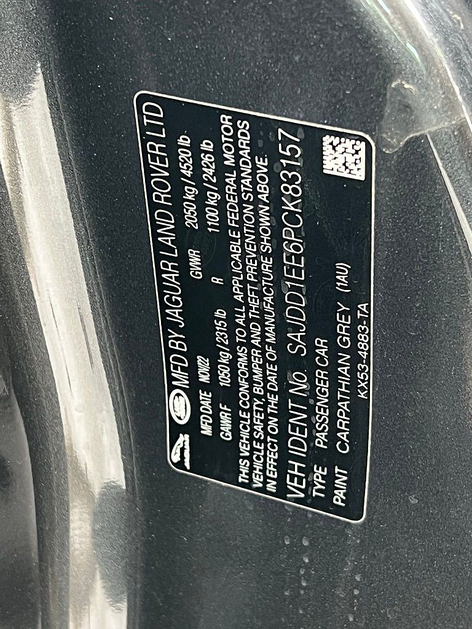 MFD BY JAGUAR LAND ROVER LTD
MFD DATE NOV.22 GVWR 2050 kg / 4520 lb
GAWR F 1050 kg / 2315 lb R 1100 kg / 2426 lb
THIS VEHICLE CONFORMS TO ALL APPLICABLE FEDERAL MOTOR
VEHICLE SAFETY, BUMPER AND THEFT PREVENTION STANDARDS
IN EFFECT ON THE DATE OF MANUFACTURE SHOWN ABOVE.
VEH IDENT No. SAJDD1EE6PCK83157
TYPE PASSENGER CAR
PAINT CARPATHIAN GREY (1AU)
KX53-4883-TA